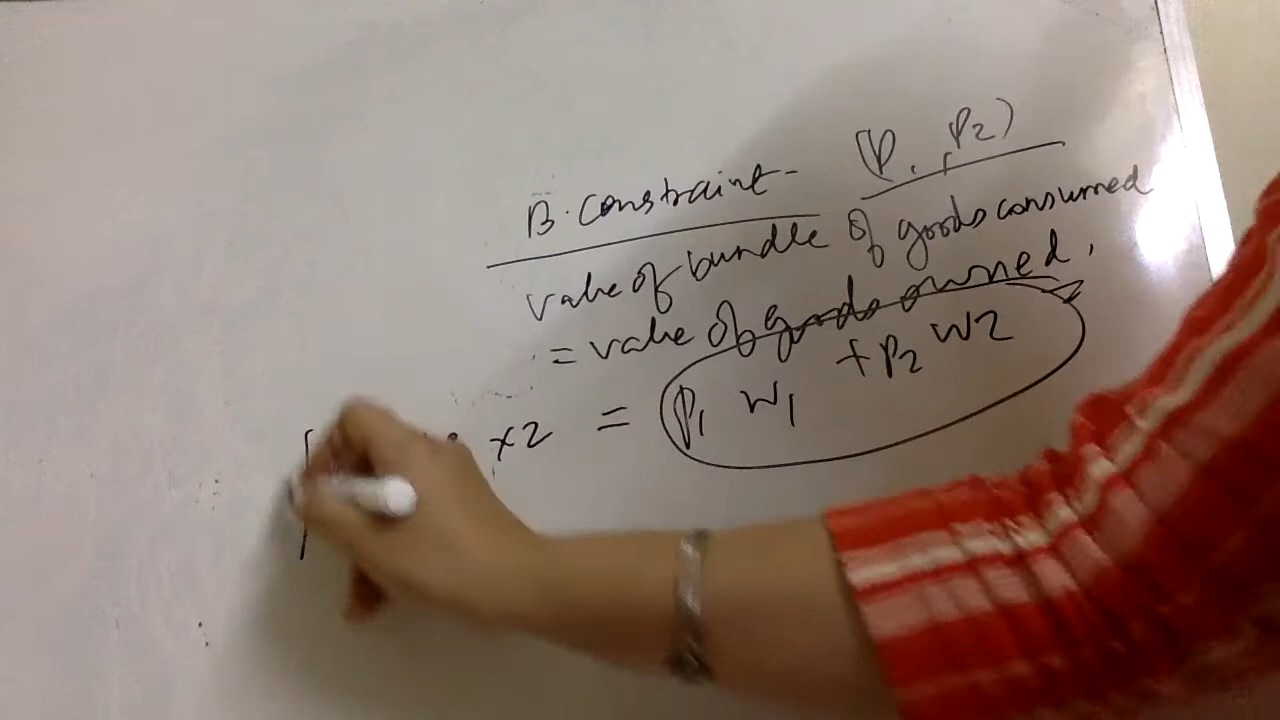 B. constraint - (P1, P2)
value of bundle of goods consumed
= value of goods owned.
x2 = P1 w1 + P2 w2